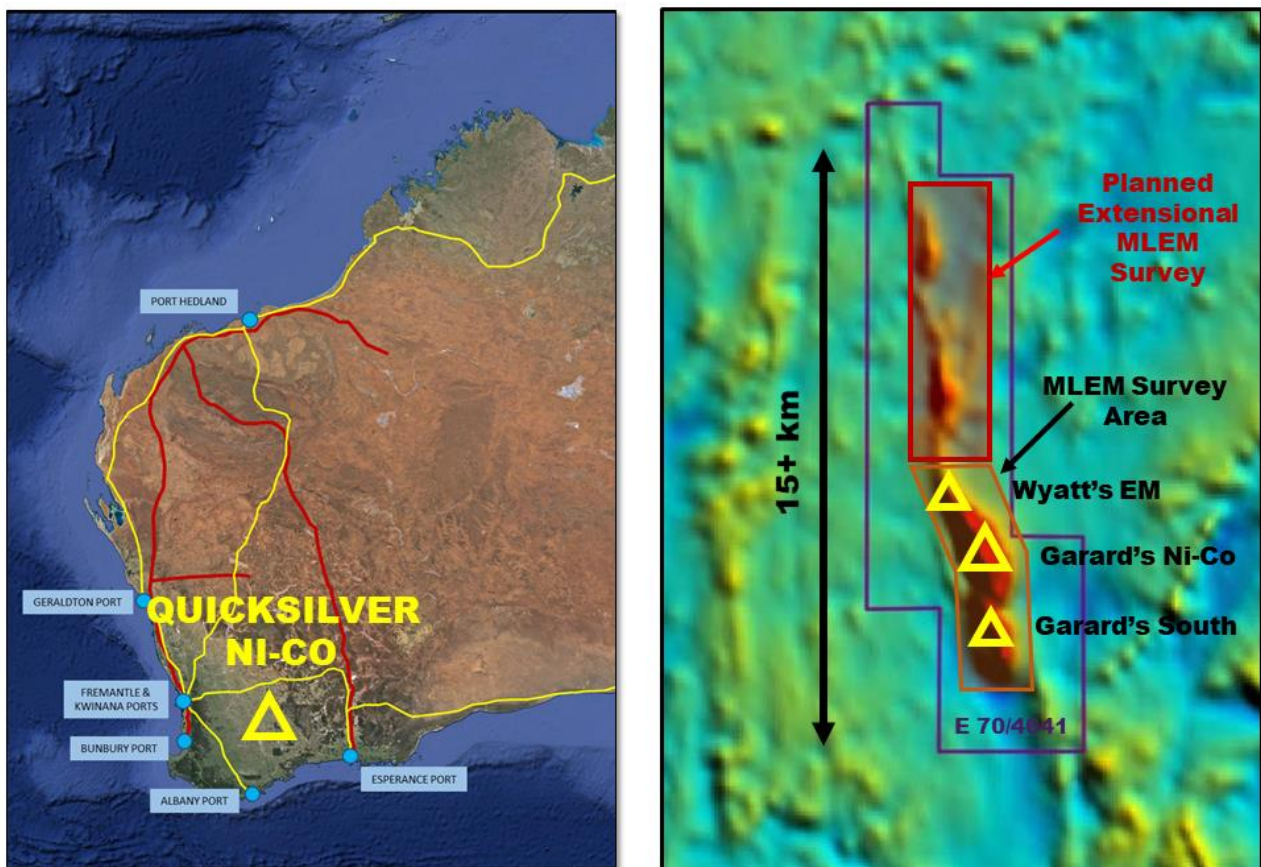 PORT HEDLAND
GERALDTON PORT
QUICKSILVER
NI-CO
FREMANTLE &
KWINANA PORTS
BUNBURY PORT
ALBANY PORT
ESPERANCE PORT
Planned
Extensional
MLEM
Survey
15+ km
MLEM Survey
Area
Wyatt's EM
Garard's Ni-Co
Garard's South
E 70/4641